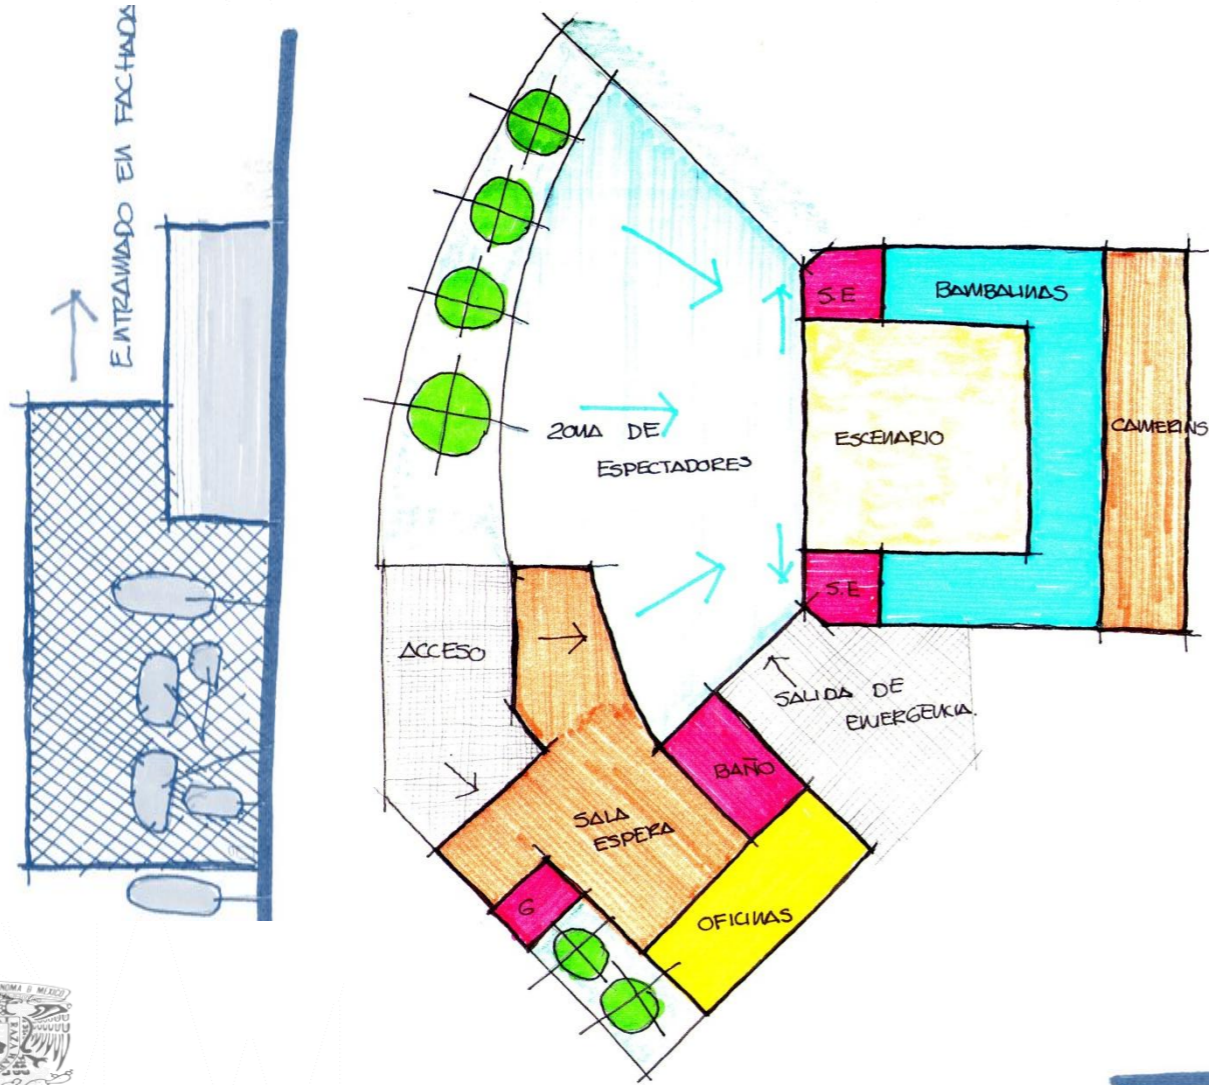 ENTRAMADO EN FACHADA
S.E
BAMBALINAS
ZONA DE
ESPECTADORES
ESCENARIO
CAMERINS
S.E
ACCESO
SALIDA DE
EMERGENCIA.
BAÑO
SALA
ESPERA
G
OFICINAS